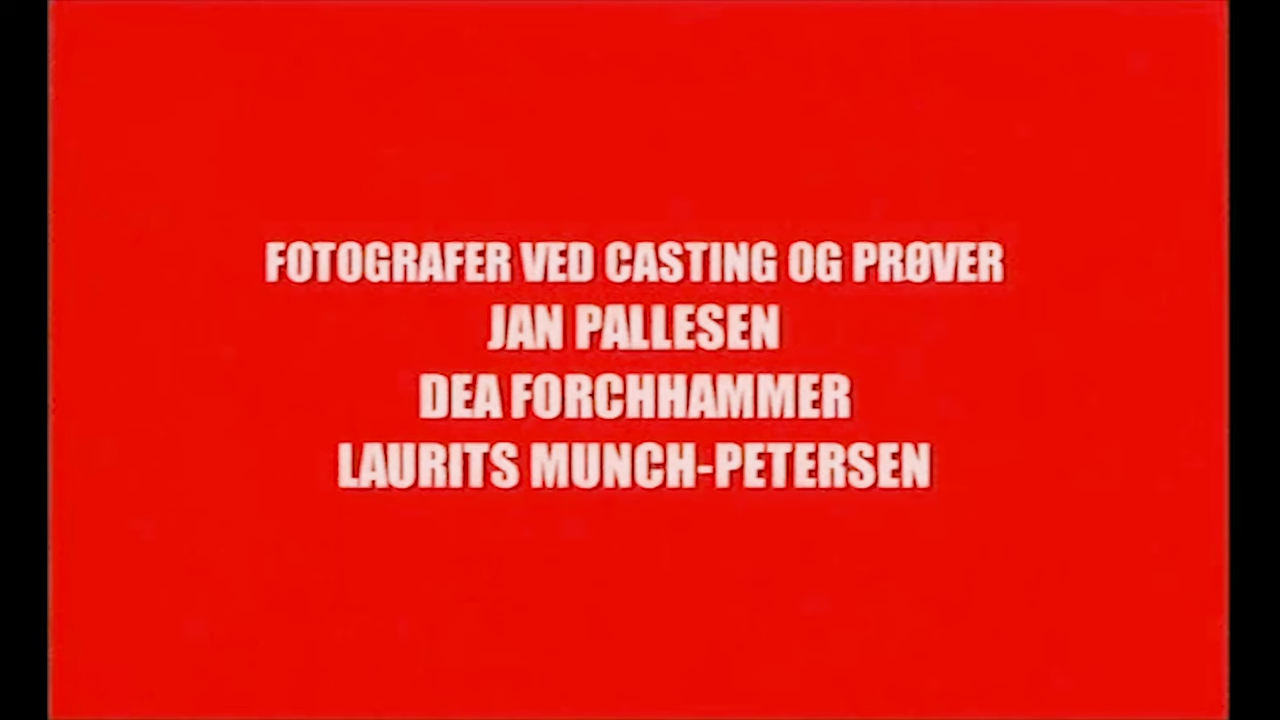 FOTOGRAFER VED CASTING OG PRØVER
JAN PALLESEN
DEA FORCHHAMMER
LAURITS MUNCH-PETERSEN